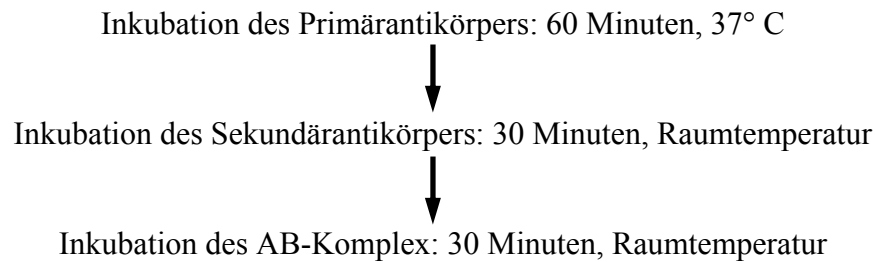 Inkubation des Primärantikörpers: 60 Minuten, 37° C
Inkubation des Sekundärantikörpers: 30 Minuten, Raumtemperatur
Inkubation des AB-Komplex: 30 Minuten, Raumtemperatur